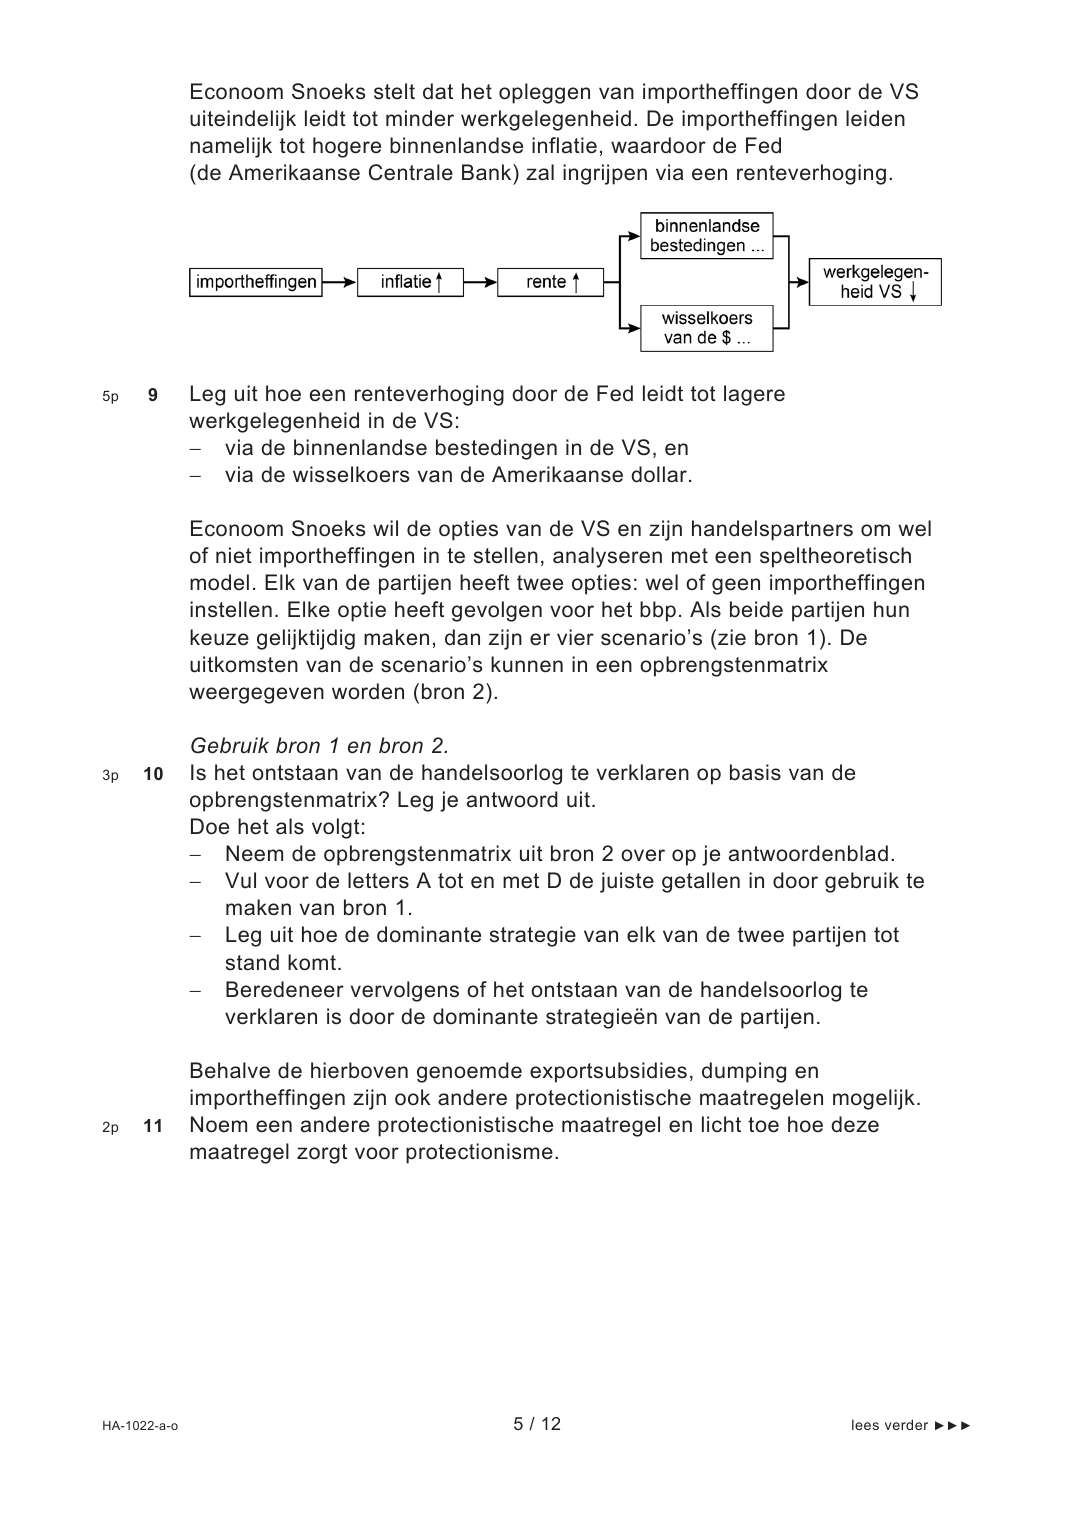 Econoom Snoeks stelt dat het opleggen van importheffingen door de VS
uiteindelijk leidt tot minder werkgelegenheid. De importheffingen leiden
namelijk tot hogere binnenlandse inflatie, waardoor de Fed
(de Amerikaanse Centrale Bank) zal ingrijpen via een renteverhoging.
importheffingen
inflatie ↑
rente ↑
binnenlandse
bestedingen ...
wisselkoers
van de $ ...
werkgelegen-
heid VS ↓
5p 9 Leg uit hoe een renteverhoging door de Fed leidt tot lagere
werkgelegenheid in de VS:
– via de binnenlandse bestedingen in de VS, en
– via de wisselkoers van de Amerikaanse dollar.
Econoom Snoeks wil de opties van de VS en zijn handelspartners om wel
of niet importheffingen in te stellen, analyseren met een speltheoretisch
model. Elk van de partijen heeft twee opties: wel of geen importheffingen
instellen. Elke optie heeft gevolgen voor het bbp. Als beide partijen hun
keuze gelijktijdig maken, dan zijn er vier scenario's (zie bron 1). De
uitkomsten van de scenario's kunnen in een opbrengstenmatrix
weergegeven worden (bron 2).
Gebruik bron 1 en bron 2.
3p 10 Is het ontstaan van de handelsoorlog te verklaren op basis van de
opbrengstenmatrix? Leg je antwoord uit.
Doe het als volgt:
– Neem de opbrengstenmatrix uit bron 2 over op je antwoordenblad.
– Vul voor de letters A tot en met D de juiste getallen in door gebruik te
maken van bron 1.
– Leg uit hoe de dominante strategie van elk van de twee partijen tot
stand komt.
– Beredeneer vervolgens of het ontstaan van de handelsoorlog te
verklaren is door de dominante strategieën van de partijen.
Behalve de hierboven genoemde exportsubsidies, dumping en
importheffingen zijn ook andere protectionistische maatregelen mogelijk.
2p 11 Noem een andere protectionistische maatregel en licht toe hoe deze
maatregel zorgt voor protectionisme.
HA-1022-a-o 5 / 12 lees verder ►►►